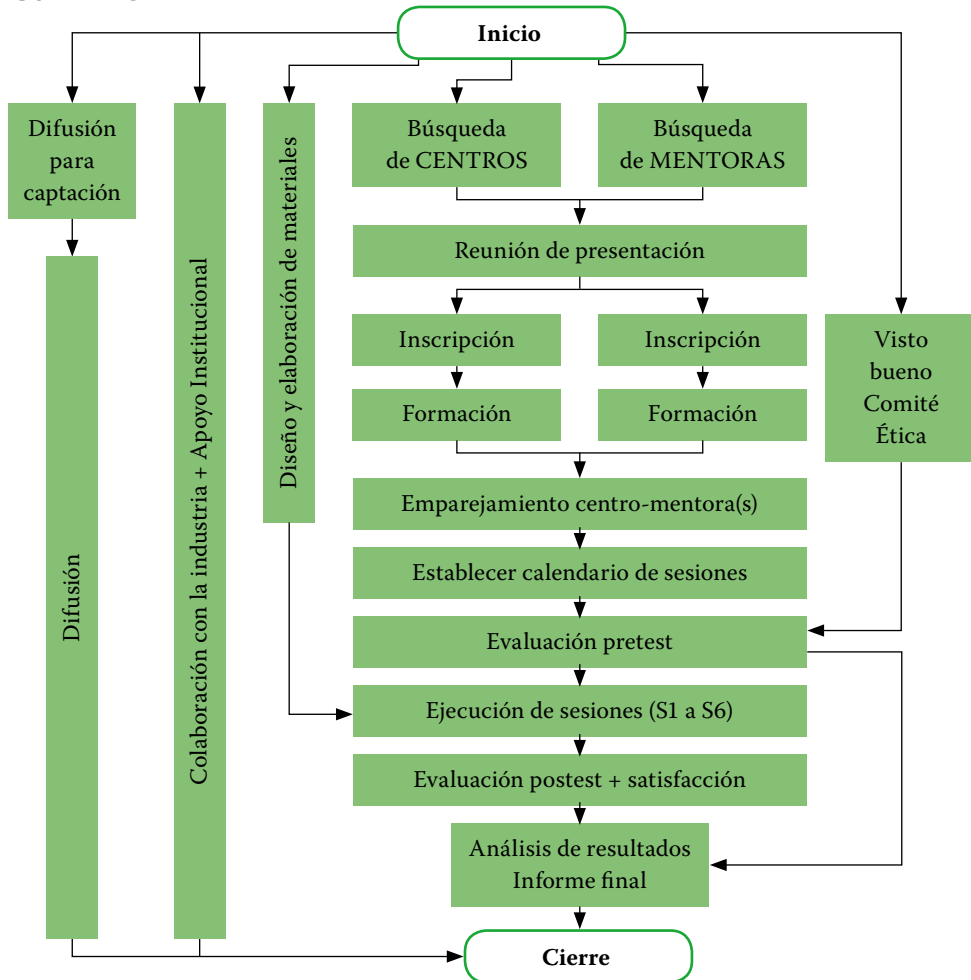 Inicio
Difusión
para
captación
Colaboración con la industria + Apoyo Institucional
Diseño y elaboración de materiales
Búsqueda
de CENTROS
Búsqueda
de MENTORAS
Reunión de presentación
Inscripción
Inscripción
Visto
bueno
Comité
Ética
Formación
Formación
Emparejamiento centro-mentora(s)
Establecer calendario de sesiones
Difusión
Evaluación pretest
Ejecución de sesiones (S1 a S6)
Evaluación postest + satisfacción
Análisis de resultados
Informe final
Cierre